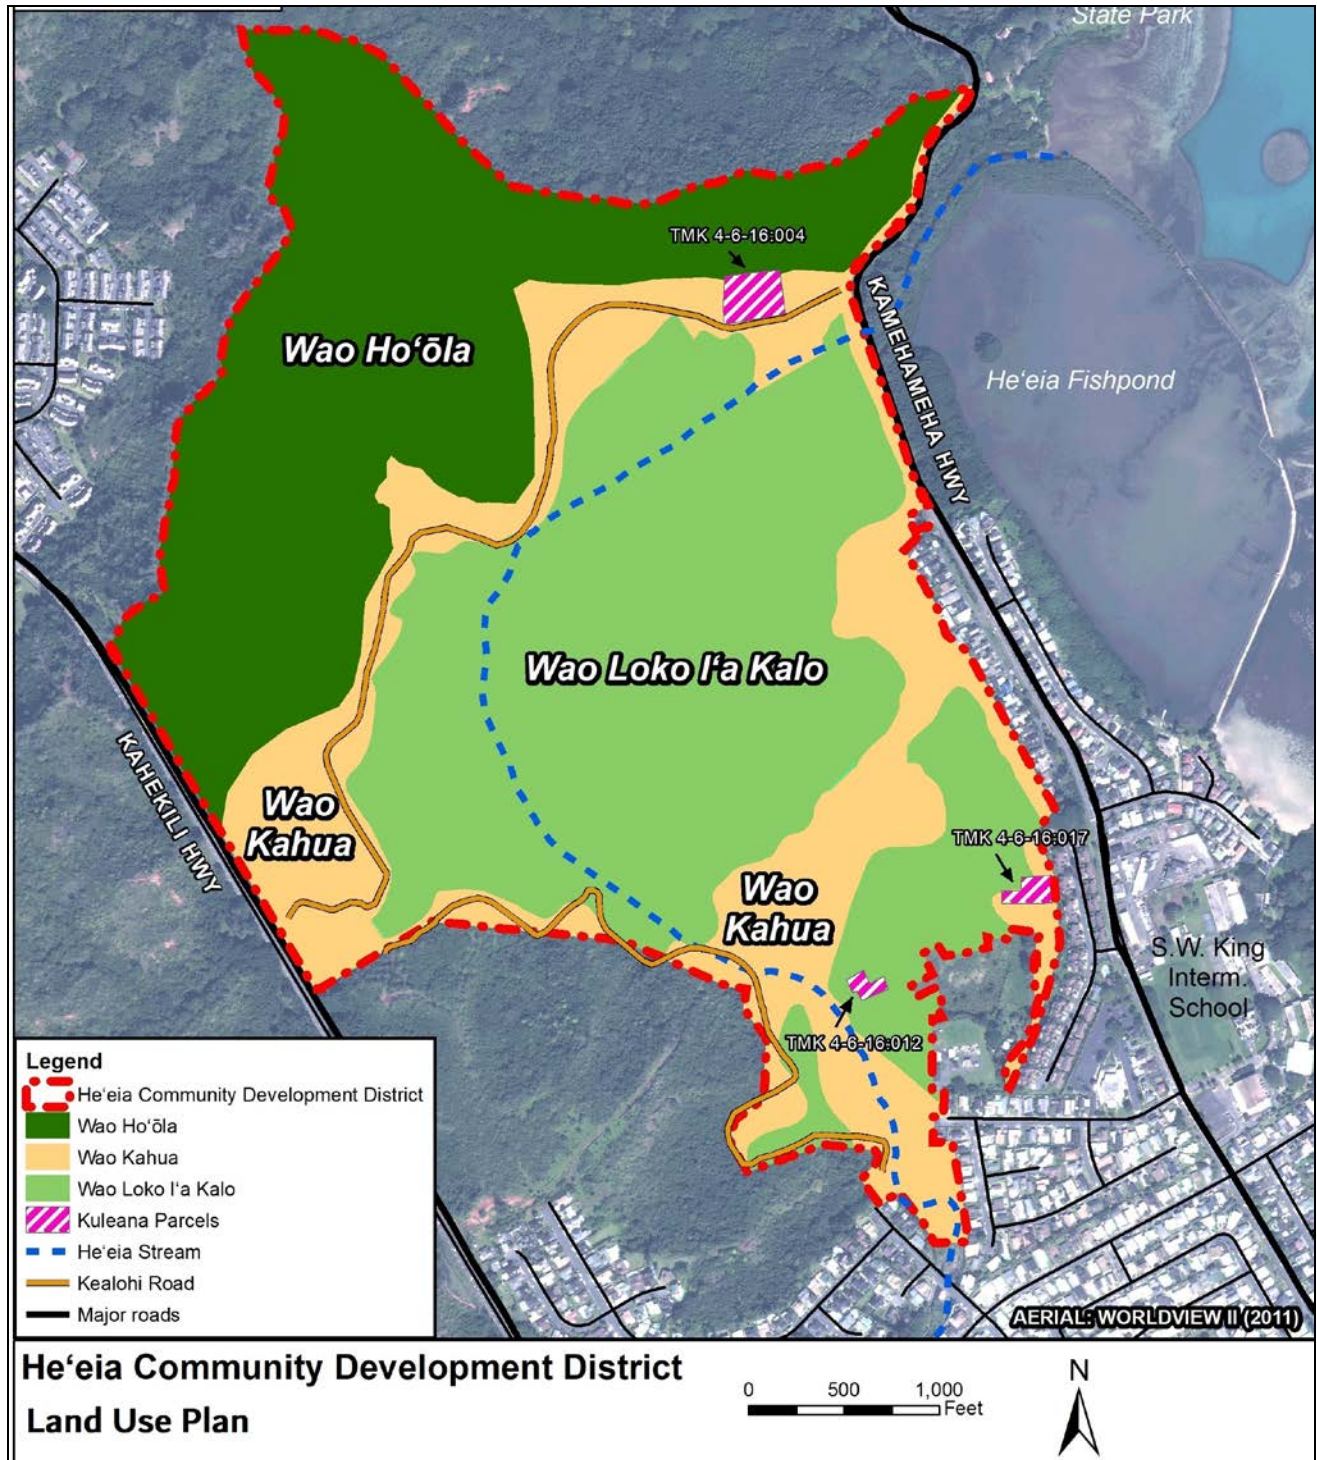 State Park
TMK 4-6-16:004
Wao Hoʻōla
KAMEHAMEHA HWY
Heʻeia Fishpond
Wao Loko Iʻa Kalo
KAHEKILI HWY
Wao
Kahua
TMK 4-6-16:017
Wao
Kahua
S.W. King
Interm.
School
TMK 4-6-16:012
Legend
Heʻeia Community Development District
Wao Hoʻōla
Wao Kahua
Wao Loko Iʻa Kalo
Kuleana Parcels
Heʻeia Stream
Kealohi Road
Major roads
AERIAL: WORLDVIEW II (2011)
Heʻeia Community Development District
Land Use Plan
0 500 1,000
Feet
N